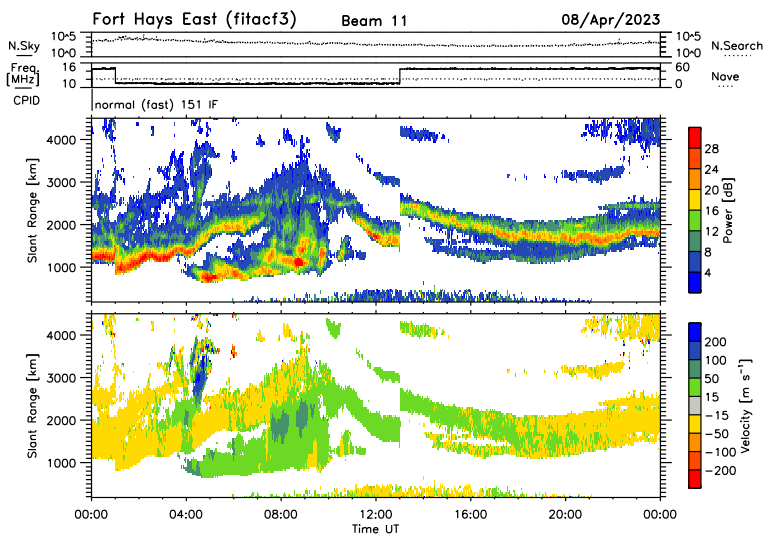 Fort Hays East (fitacf3) Beam 11 08/Apr/2023
N.Sky 10^5 10^0 10^5 10^0 N.Search
Freq. [MHz] 16 10 60 0 Nave
CPID normal (fast) 151 IF
Slant Range [km] 4000 3000 2000 1000
Power [dB] 28 24 20 16 12 8 4
Slant Range [km] 4000 3000 2000 1000
Velocity [m s⁻¹] 200 100 50 15 −15 −50 −100 −200
00:00 04:00 08:00 12:00 16:00 20:00 00:00
Time UT